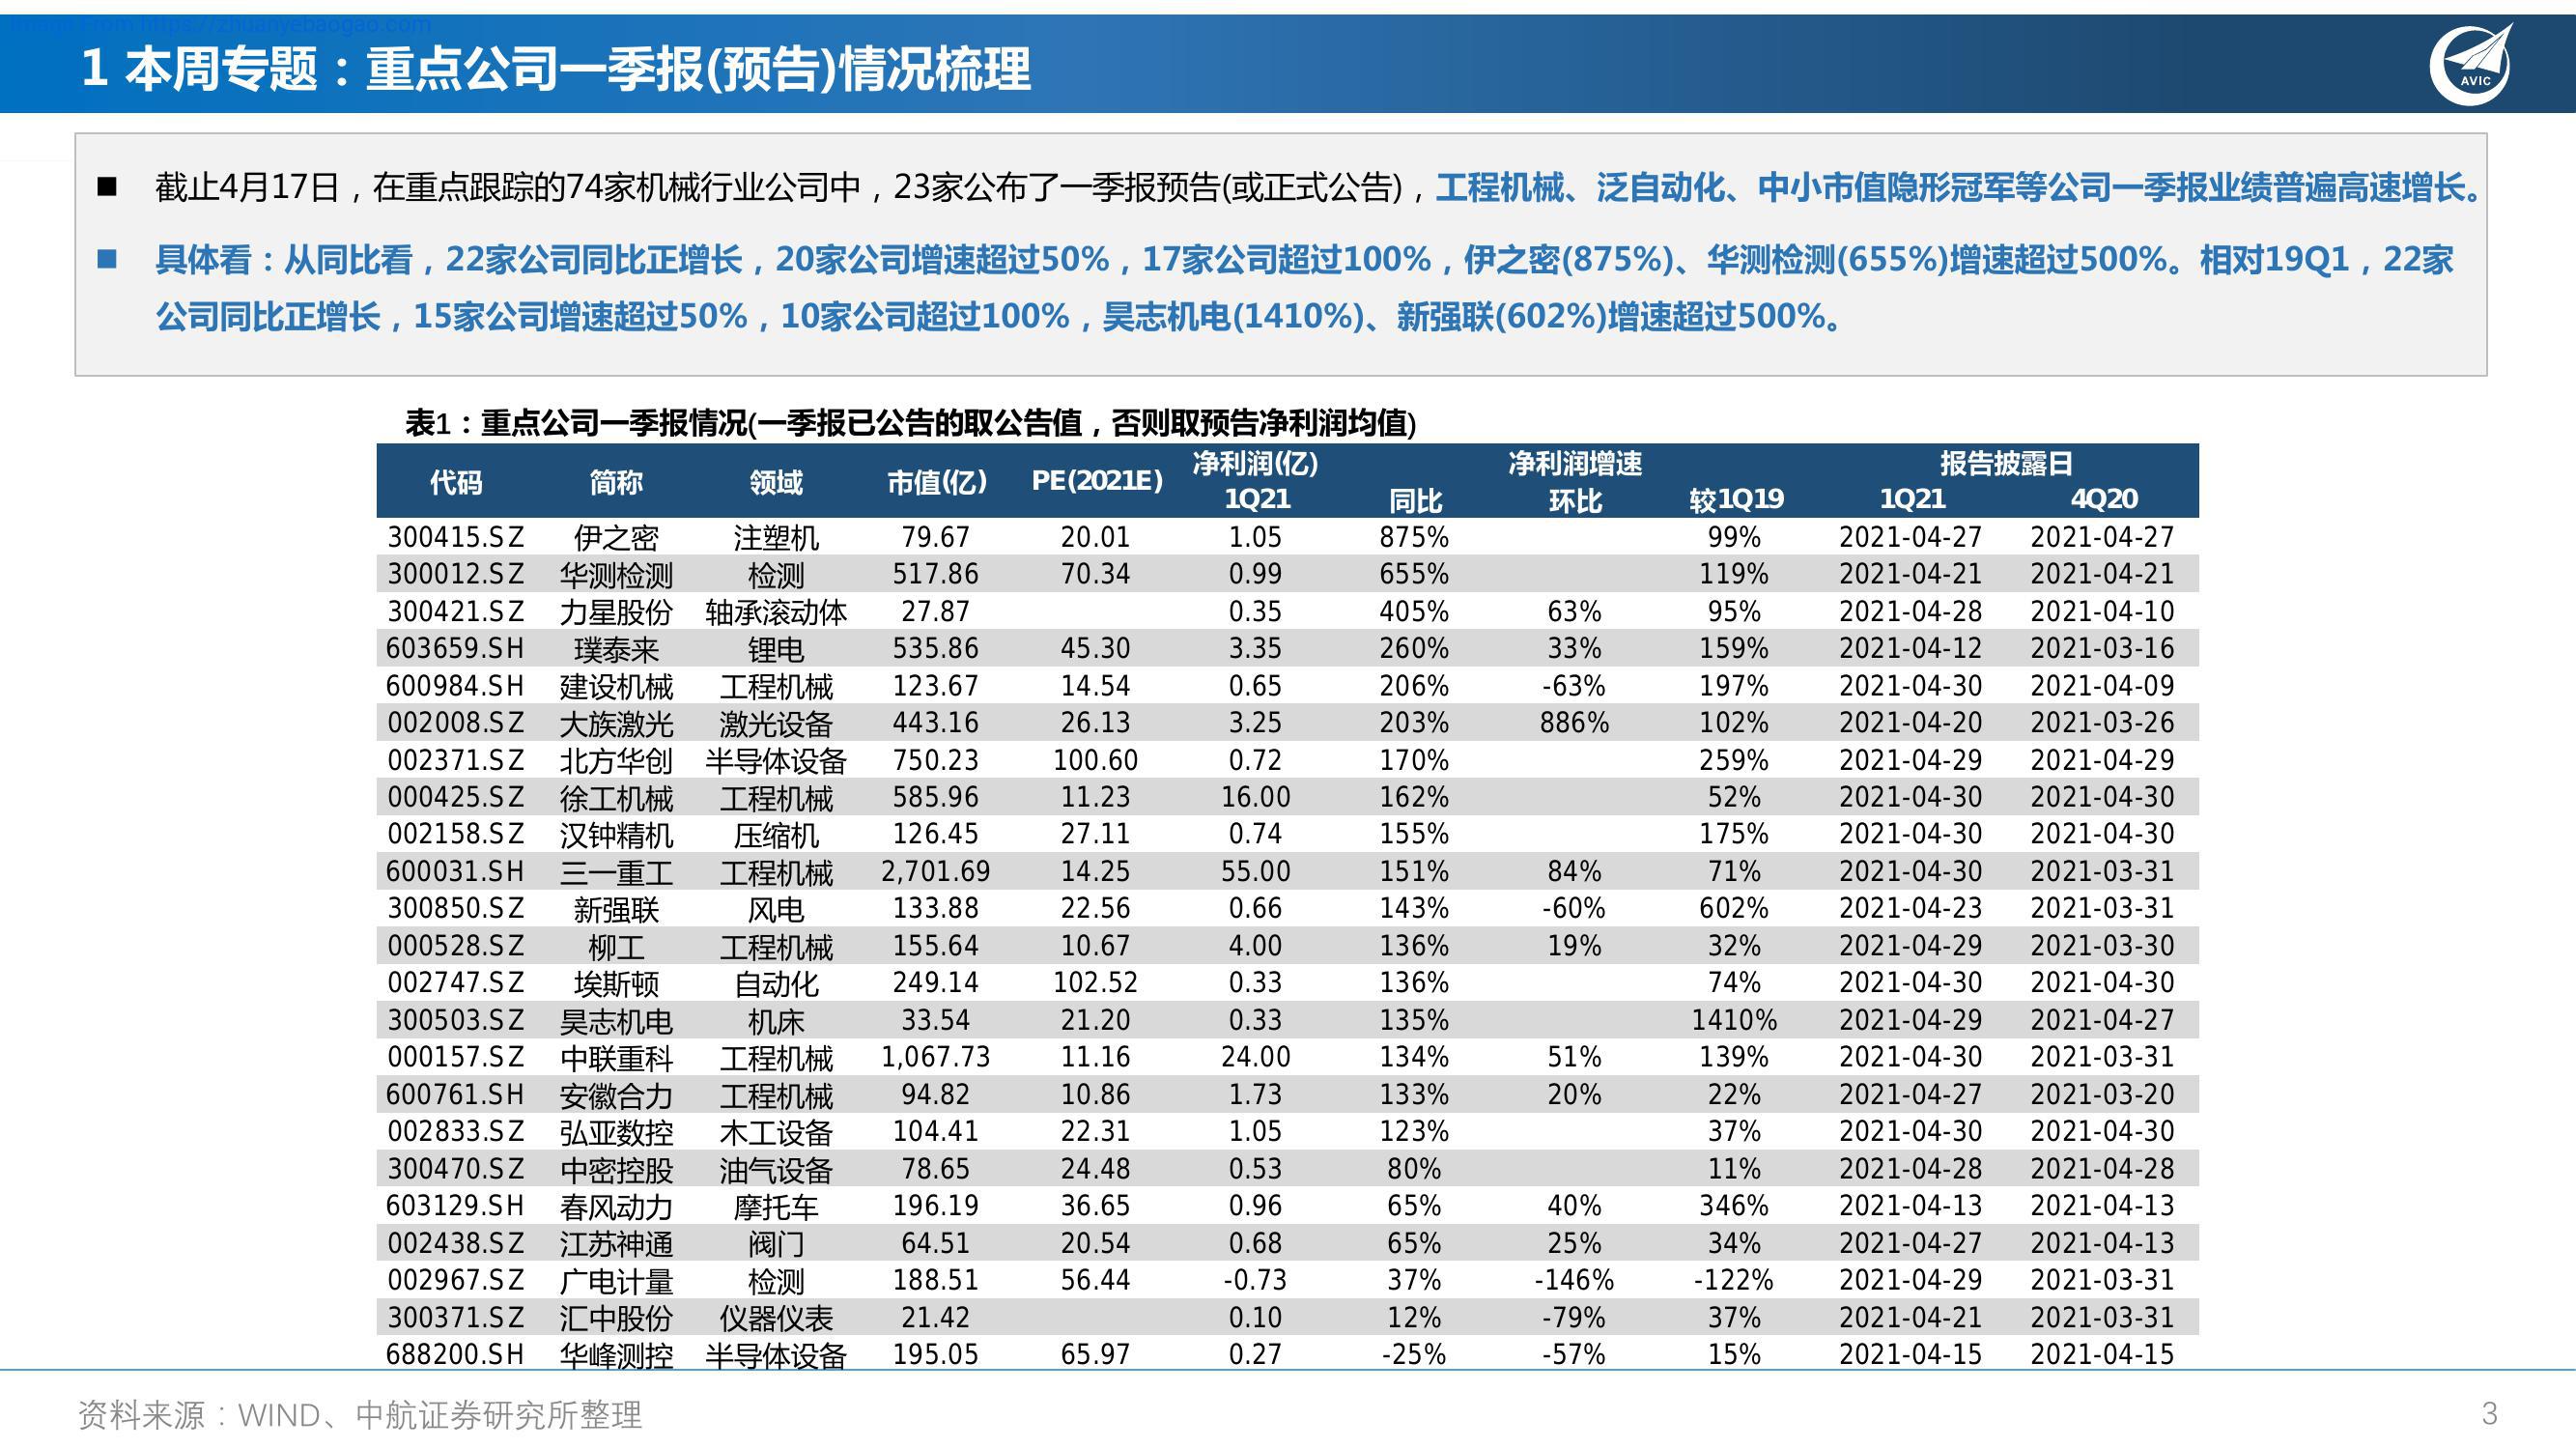 Image From https://zhuanyebaogao.com
1 本周专题：重点公司一季报(预告)情况梳理
AVIC
■ 截止4月17日，在重点跟踪的74家机械行业公司中，23家公布了一季报预告(或正式公告)，工程机械、泛自动化、中小市值隐形冠军等公司一季报业绩普遍高速增长。
■ 具体看：从同比看，22家公司同比正增长，20家公司增速超过50%，17家公司超过100%，伊之密(875%)、华测检测(655%)增速超过500%。相对19Q1，22家
公司同比正增长，15家公司增速超过50%，10家公司超过100%，昊志机电(1410%)、新强联(602%)增速超过500%。
表1：重点公司一季报情况(一季报已公告的取公告值，否则取预告净利润均值)
代码 简称 领域 市值(亿) PE(2021E) 净利润(亿) 净利润增速 报告披露日
1Q21 同比 环比 较1Q19 1Q21 4Q20
300415.SZ 伊之密 注塑机 79.67 20.01 1.05 875% 99% 2021-04-27 2021-04-27
300012.SZ 华测检测 检测 517.86 70.34 0.99 655% 119% 2021-04-21 2021-04-21
300421.SZ 力星股份 轴承滚动体 27.87 0.35 405% 63% 95% 2021-04-28 2021-04-10
603659.SH 璞泰来 锂电 535.86 45.30 3.35 260% 33% 159% 2021-04-12 2021-03-16
600984.SH 建设机械 工程机械 123.67 14.54 0.65 206% -63% 197% 2021-04-30 2021-04-09
002008.SZ 大族激光 激光设备 443.16 26.13 3.25 203% 886% 102% 2021-04-20 2021-03-26
002371.SZ 北方华创 半导体设备 750.23 100.60 0.72 170% 259% 2021-04-29 2021-04-29
000425.SZ 徐工机械 工程机械 585.96 11.23 16.00 162% 52% 2021-04-30 2021-04-30
002158.SZ 汉钟精机 压缩机 126.45 27.11 0.74 155% 175% 2021-04-30 2021-04-30
600031.SH 三一重工 工程机械 2,701.69 14.25 55.00 151% 84% 71% 2021-04-30 2021-03-31
300850.SZ 新强联 风电 133.88 22.56 0.66 143% -60% 602% 2021-04-23 2021-03-31
000528.SZ 柳工 工程机械 155.64 10.67 4.00 136% 19% 32% 2021-04-29 2021-03-30
002747.SZ 埃斯顿 自动化 249.14 102.52 0.33 136% 74% 2021-04-30 2021-04-30
300503.SZ 昊志机电 机床 33.54 21.20 0.33 135% 1410% 2021-04-29 2021-04-27
000157.SZ 中联重科 工程机械 1,067.73 11.16 24.00 134% 51% 139% 2021-04-30 2021-03-31
600761.SH 安徽合力 工程机械 94.82 10.86 1.73 133% 20% 22% 2021-04-27 2021-03-20
002833.SZ 弘亚数控 木工设备 104.41 22.31 1.05 123% 37% 2021-04-30 2021-04-30
300470.SZ 中密控股 油气设备 78.65 24.48 0.53 80% 11% 2021-04-28 2021-04-28
603129.SH 春风动力 摩托车 196.19 36.65 0.96 65% 40% 346% 2021-04-13 2021-04-13
002438.SZ 江苏神通 阀门 64.51 20.54 0.68 65% 25% 34% 2021-04-27 2021-04-13
002967.SZ 广电计量 检测 188.51 56.44 -0.73 37% -146% -122% 2021-04-29 2021-03-31
300371.SZ 汇中股份 仪器仪表 21.42 0.10 12% -79% 37% 2021-04-21 2021-03-31
688200.SH 华峰测控 半导体设备 195.05 65.97 0.27 -25% -57% 15% 2021-04-15 2021-04-15
资料来源：WIND、中航证券研究所整理
3